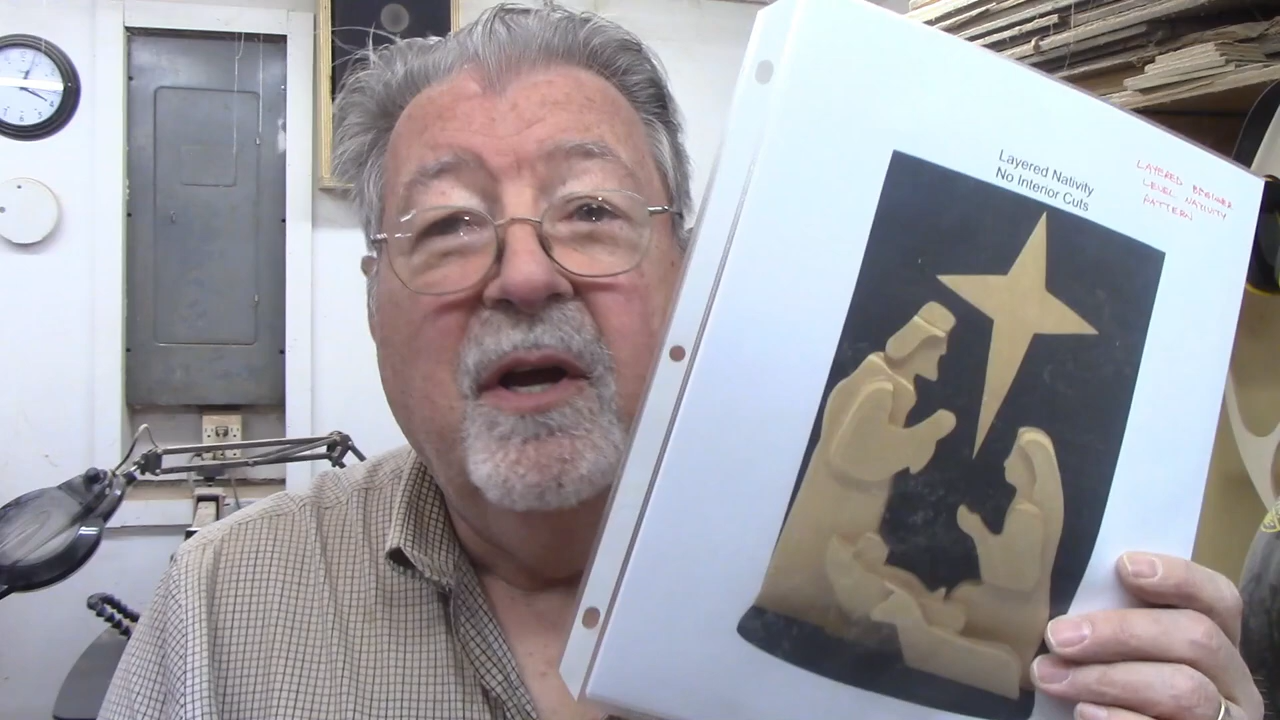 Layered Nativity
No Interior Cuts
LAYERED BEGINNER
LEVEL NATIVITY
PATTERN